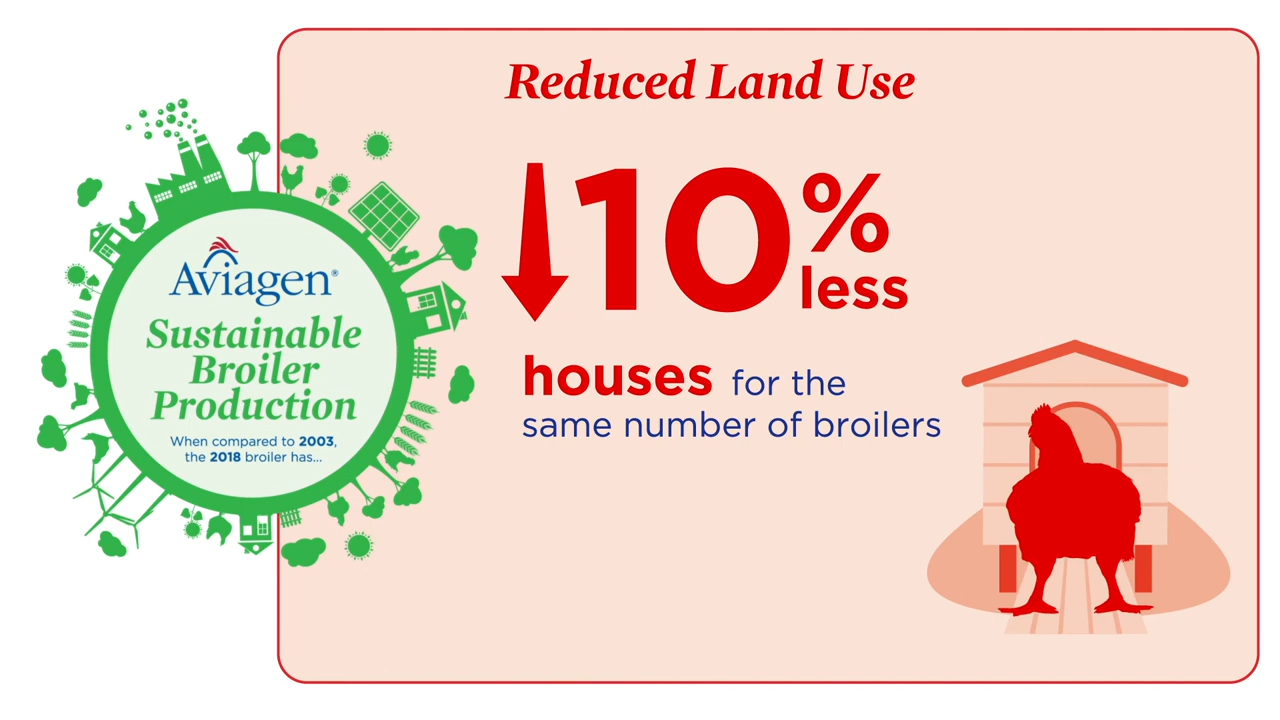 Aviagen®
Sustainable
Broiler
Production
When compared to 2003,
the 2018 broiler has...
Reduced Land Use
10%
less
houses for the
same number of broilers